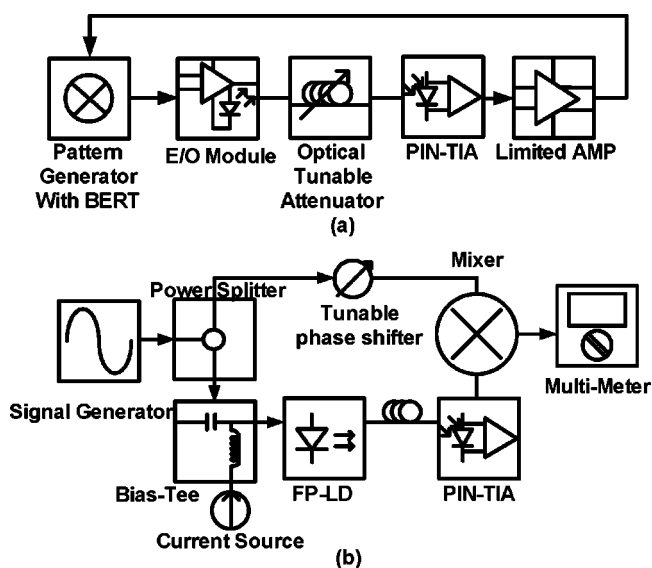 Pattern
Generator
With BERT
E/O Module
Optical
Tunable
Attenuator
PIN-TIA
Limited AMP
(a)
Power Splitter
Tunable
phase shifter
Mixer
Multi-Meter
Signal Generator
Bias-Tee
FP-LD
PIN-TIA
Current Source
(b)